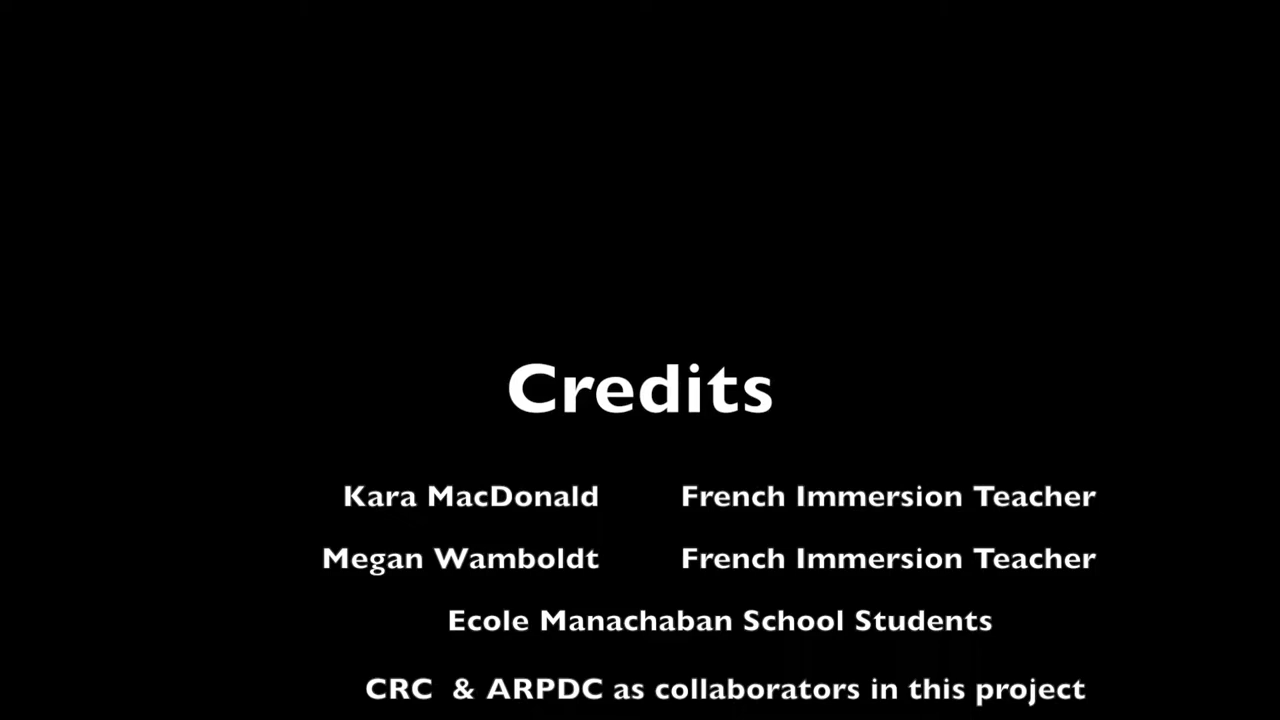 Credits
Kara MacDonald French Immersion Teacher
Megan Wamboldt French Immersion Teacher
Ecole Manachaban School Students
CRC & ARPDC as collaborators in this project